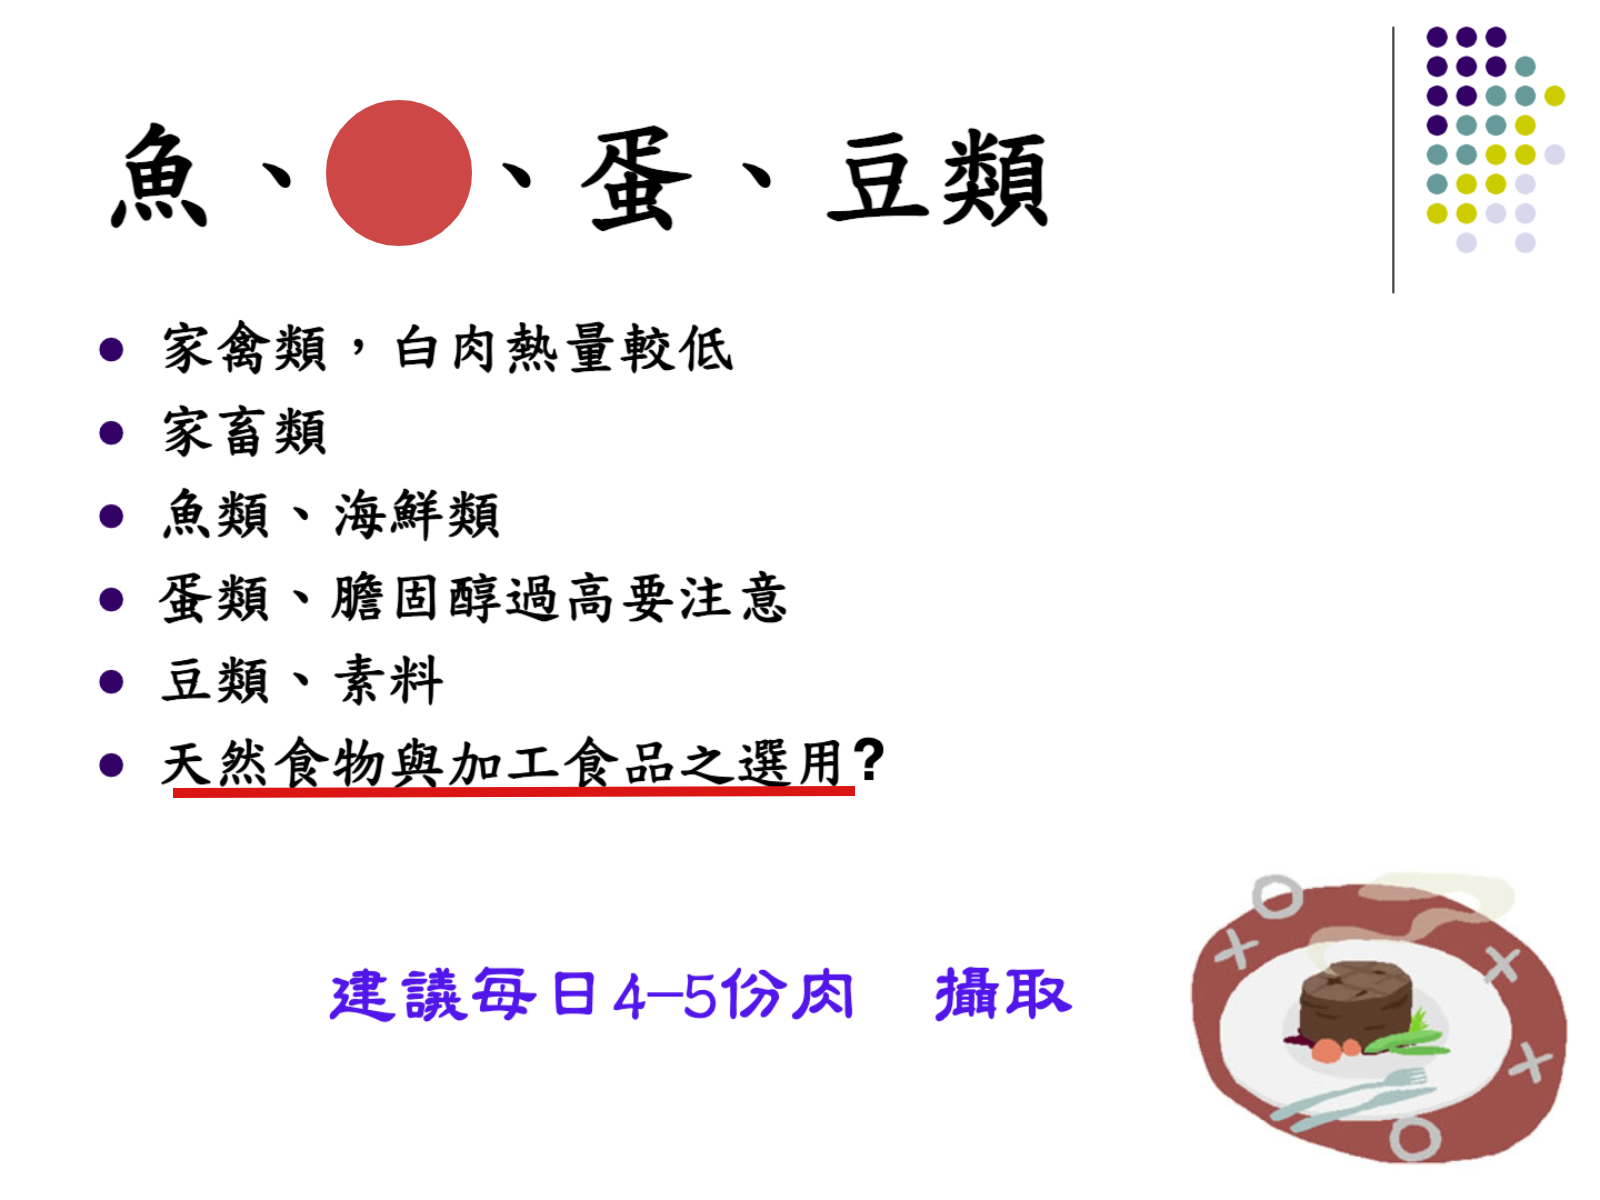 魚、、蛋、豆類
家禽類，白肉熱量較低
家畜類
魚類、海鮮類
蛋類、膽固醇過高要注意
豆類、素料
天然食物與加工食品之選用?
建議每日4–5份肉　攝取